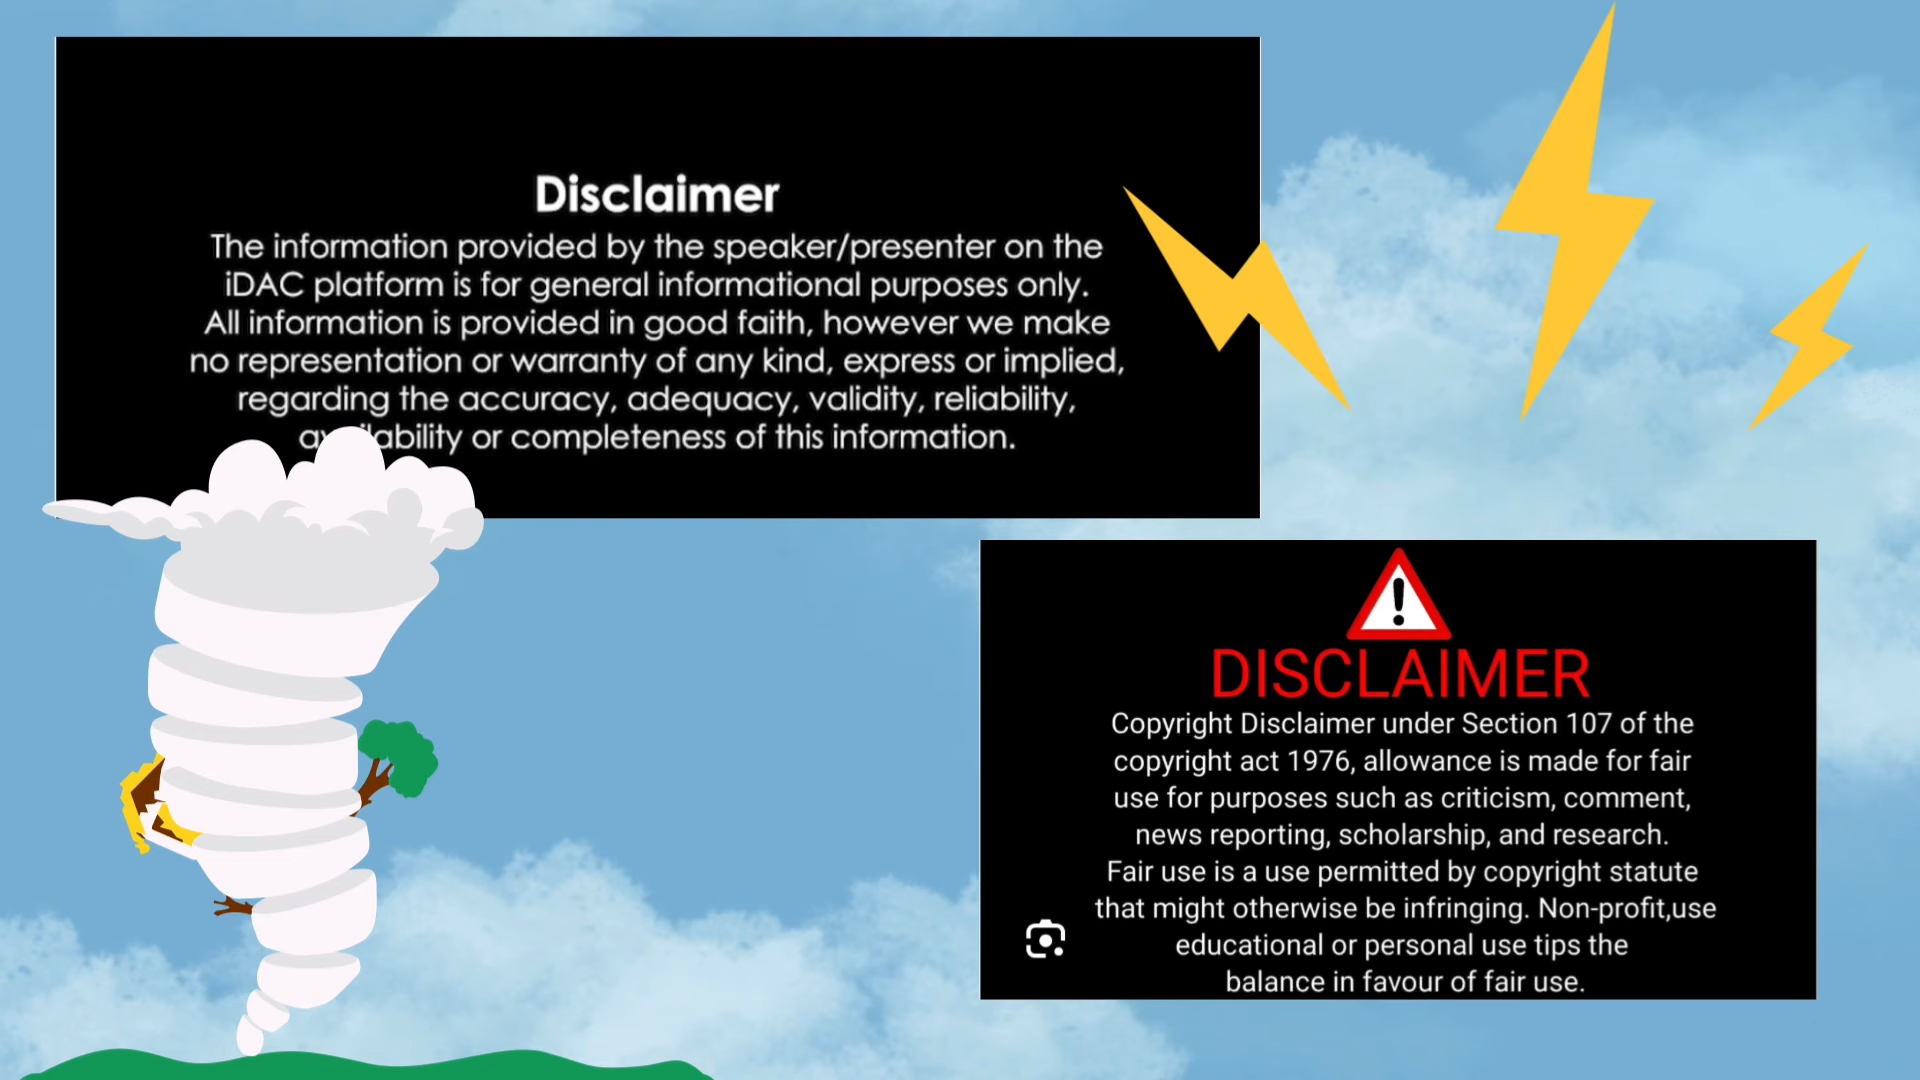 Disclaimer
The information provided by the speaker/presenter on the
iDAC platform is for general informational purposes only.
All information is provided in good faith, however we make
no representation or warranty of any kind, express or implied,
regarding the accuracy, adequacy, validity, reliability,
or completeness of this information.
DISCLAIMER
Copyright Disclaimer under Section 107 of the
copyright act 1976, allowance is made for fair
use for purposes such as criticism, comment,
news reporting, scholarship, and research.
Fair use is a use permitted by copyright statute
that might otherwise be infringing. Non-profit,use
educational or personal use tips the
balance in favour of fair use.